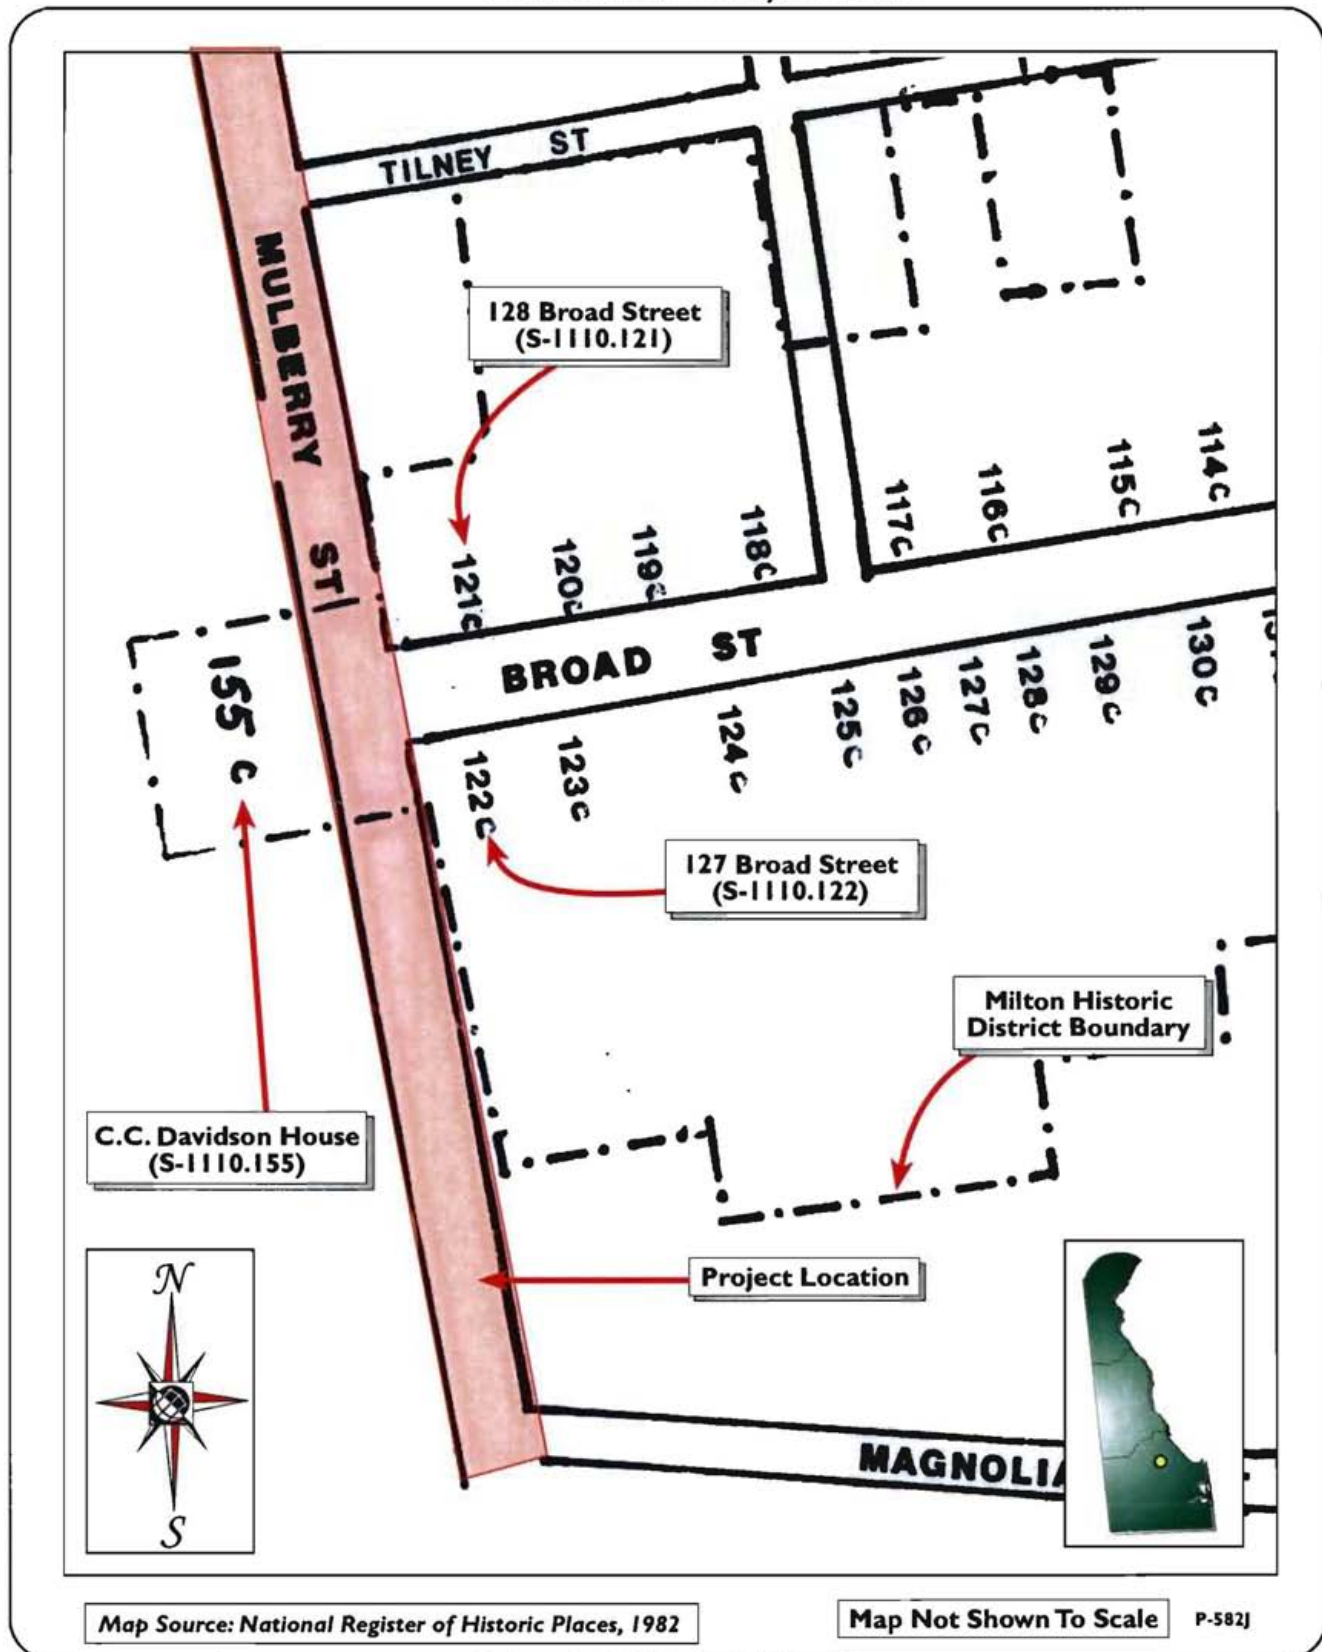 TILNEY ST
MULBERRY ST
128 Broad Street
(S-1110.121)
114C
115C
116C
117C
118C
119C
120C
121C
BROAD ST
155 C
122C
123C
124C
125C
126C
127C
128C
129C
130C
127 Broad Street
(S-1110.122)
Milton Historic
District Boundary
C.C. Davidson House
(S-1110.155)
Project Location
N
S
MAGNOLIA
Map Source: National Register of Historic Places, 1982
Map Not Shown To Scale
P-582J